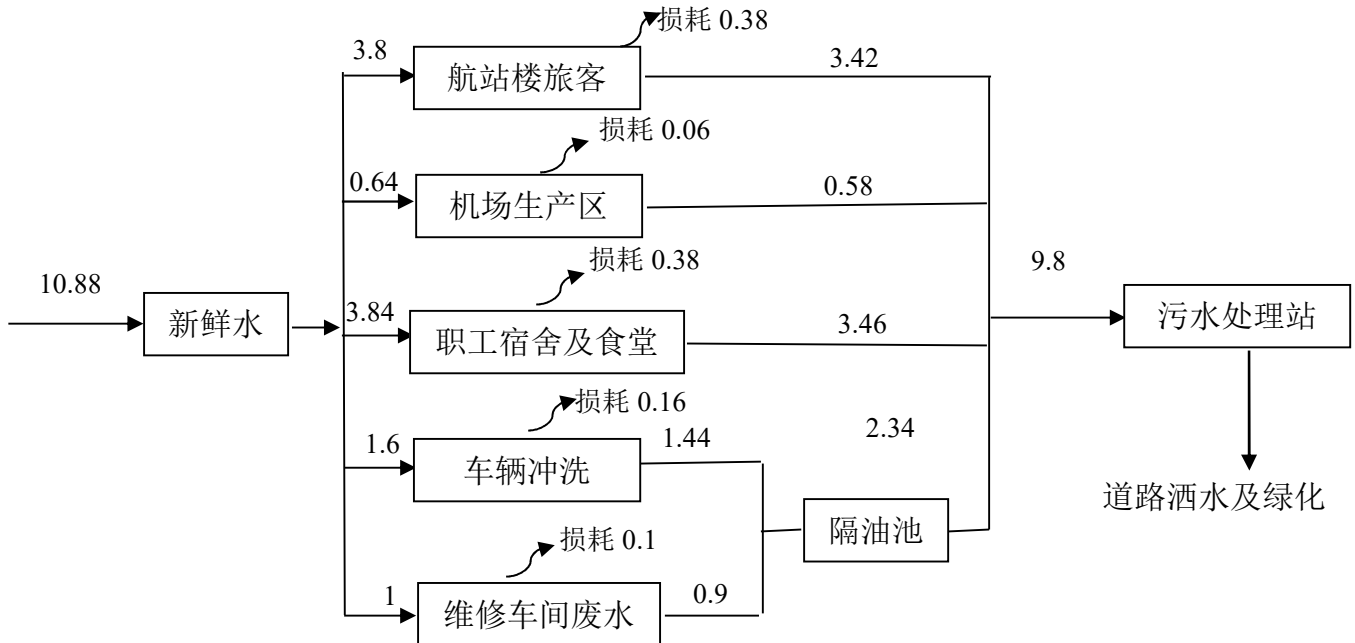 损耗 0.38
3.8
航站楼旅客
3.42
损耗 0.06
0.64
机场生产区
0.58
损耗 0.38
10.88
新鲜水
3.84
职工宿舍及食堂
3.46
9.8
污水处理站
损耗 0.16
1.6
车辆冲洗
1.44
2.34
道路洒水及绿化
隔油池
损耗 0.1
1
维修车间废水
0.9